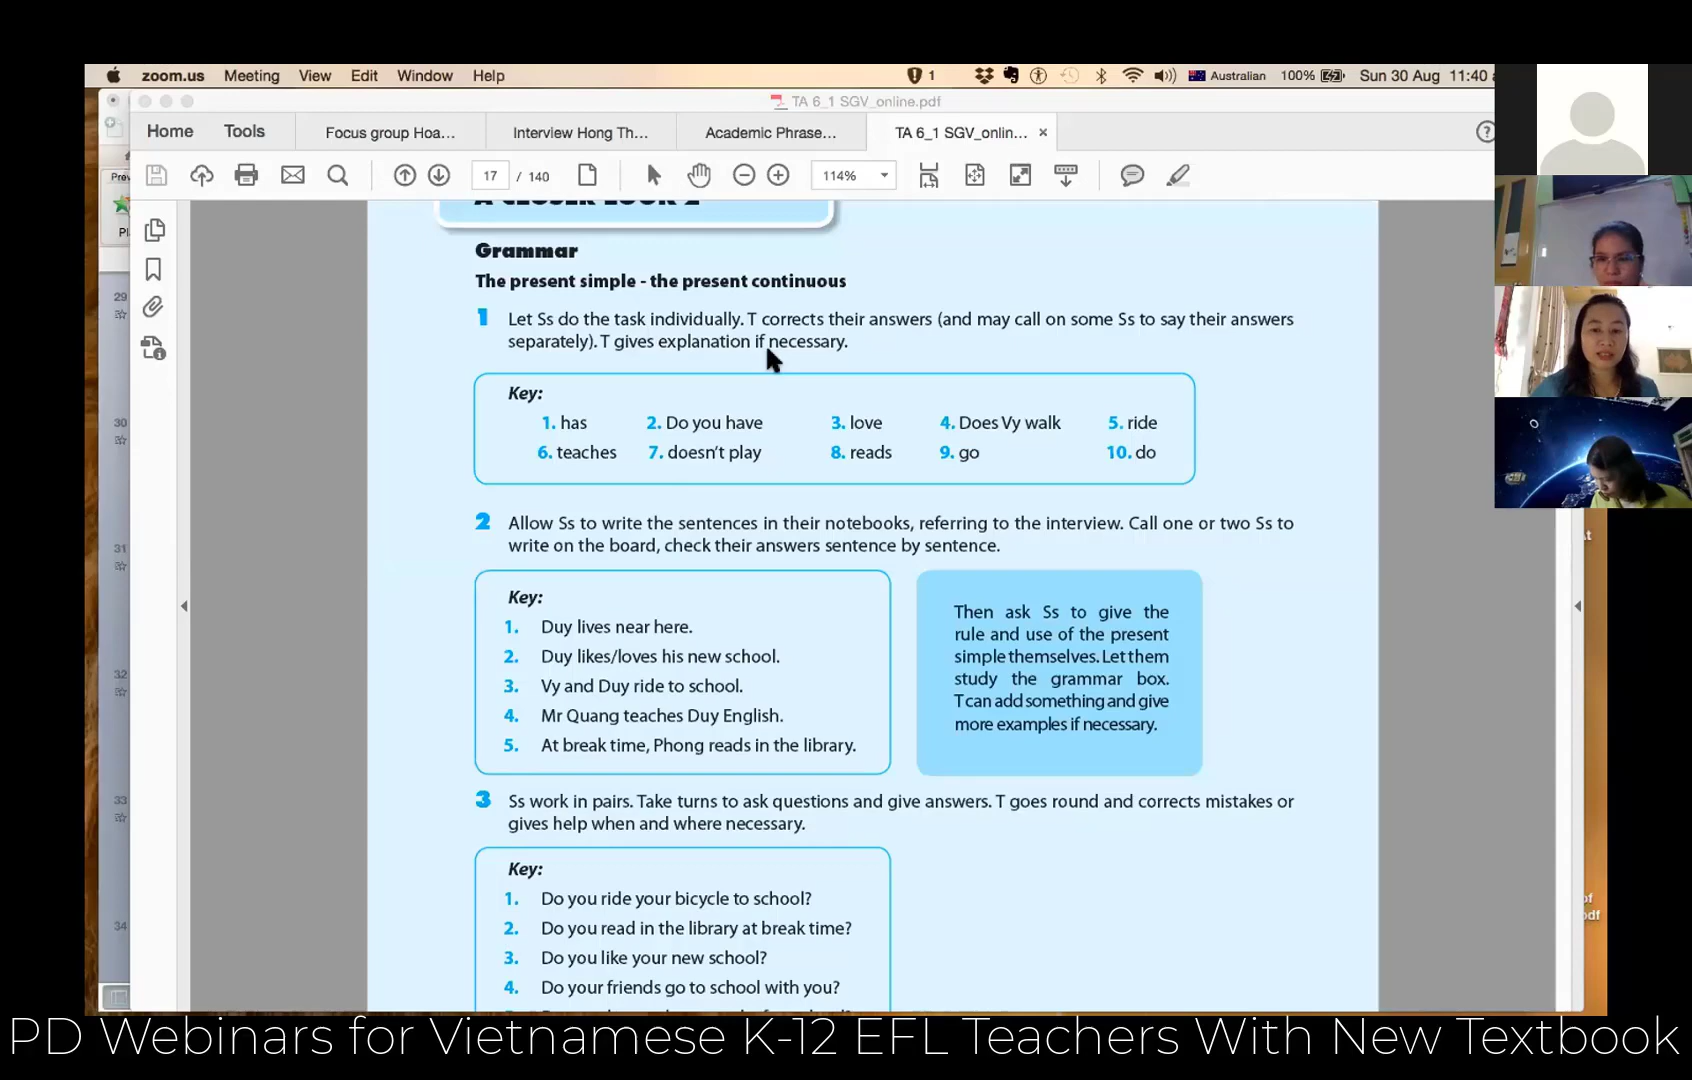 zoom.us Meeting View Edit Window Help 1 Australian 100% Sun 30 Aug 11:40
TA 6_1 SGV_online.pdf
Home Tools Focus group Hoa... Interview Hong Th... Academic Phrase... TA 6_1 SGV_onlin... ×
17 / 140 114%
A CLOSER LOOK 2
Grammar
The present simple - the present continuous
1 Let Ss do the task individually. T corrects their answers (and may call on some Ss to say their answers
separately). T gives explanation if necessary.
Key:
1. has 2. Do you have 3. love 4. Does Vy walk 5. ride
6. teaches 7. doesn't play 8. reads 9. go 10. do
2 Allow Ss to write the sentences in their notebooks, referring to the interview. Call one or two Ss to
write on the board, check their answers sentence by sentence.
Key:
1. Duy lives near here.
2. Duy likes/loves his new school.
3. Vy and Duy ride to school.
4. Mr Quang teaches Duy English.
5. At break time, Phong reads in the library.
Then ask Ss to give the
rule and use of the present
simple themselves. Let them
study the grammar box.
T can add something and give
more examples if necessary.
3 Ss work in pairs. Take turns to ask questions and give answers. T goes round and corrects mistakes or
gives help when and where necessary.
Key:
1. Do you ride your bicycle to school?
2. Do you read in the library at break time?
3. Do you like your new school?
4. Do your friends go to school with you?
29
30
31
32
33
34
PD Webinars for Vietnamese K-12 EFL Teachers With New Textbook